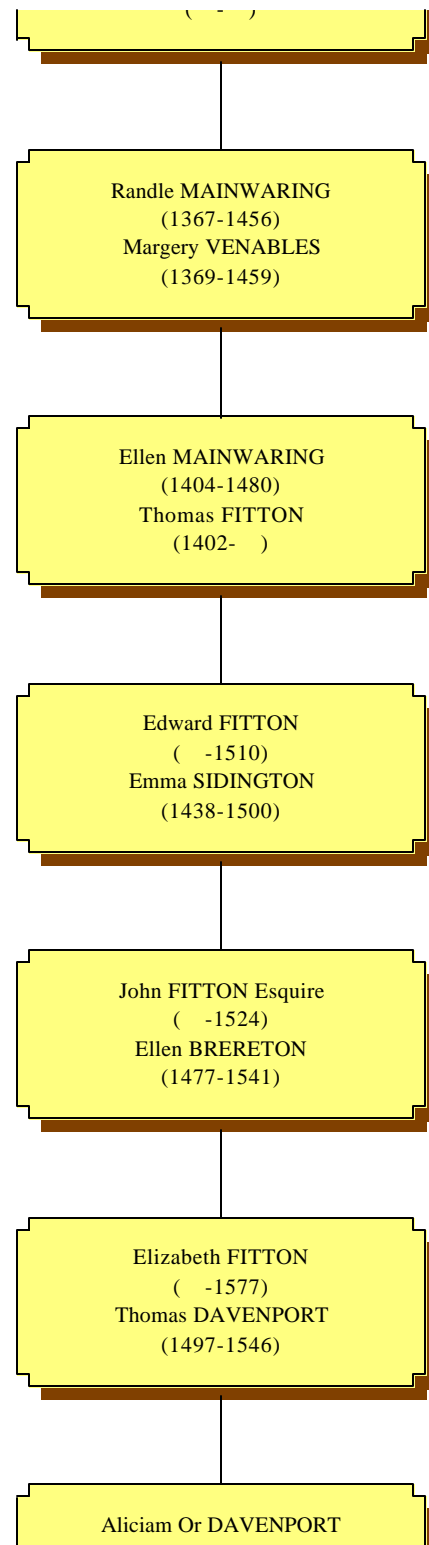 ( - )
Randle MAINWARING
(1367-1456)
Margery VENABLES
(1369-1459)
Ellen MAINWARING
(1404-1480)
Thomas FITTON
(1402- )
Edward FITTON
( -1510)
Emma SIDINGTON
(1438-1500)
John FITTON Esquire
( -1524)
Ellen BRERETON
(1477-1541)
Elizabeth FITTON
( -1577)
Thomas DAVENPORT
(1497-1546)
Aliciam Or DAVENPORT